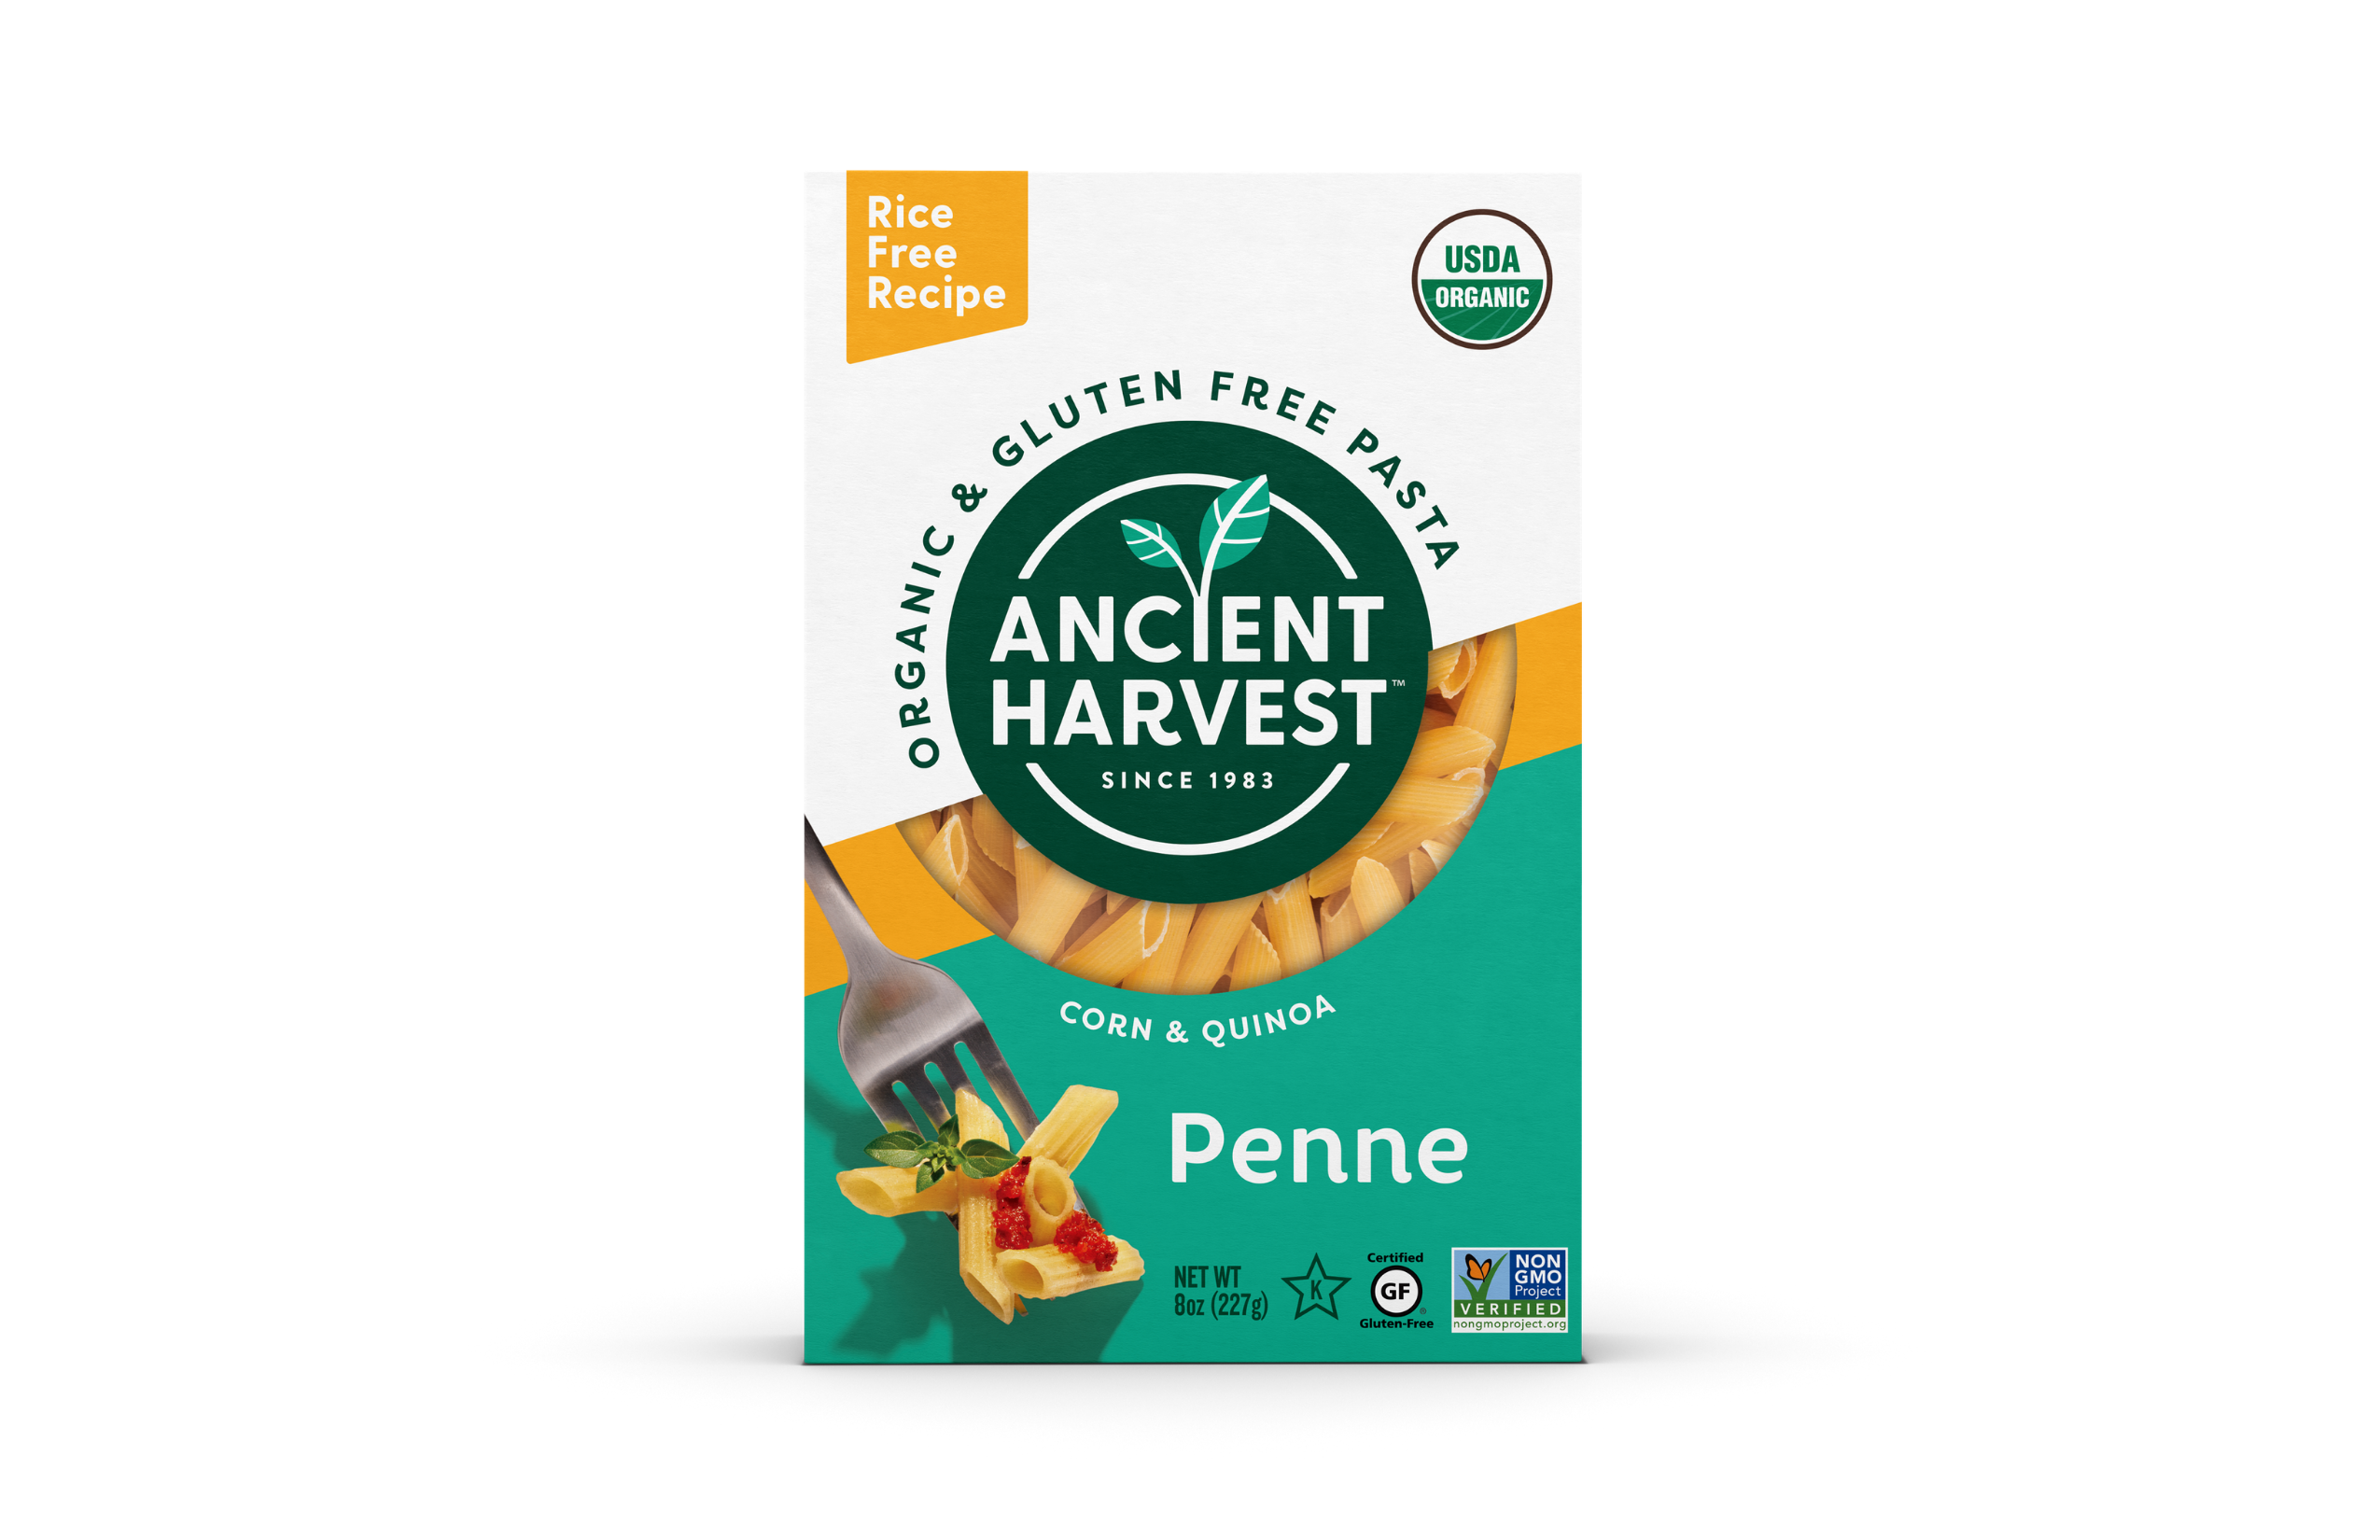 Rice
Free
Recipe
USDA
ORGANIC
ORGANIC & GLUTEN FREE PASTA
ANCIENT
HARVEST™
SINCE 1983
CORN & QUINOA
Penne
NET WT
8oz (227g)
K
Certified
GF
®
Gluten-Free
NON
GMO
Project
VERIFIED
nongmoproject.org